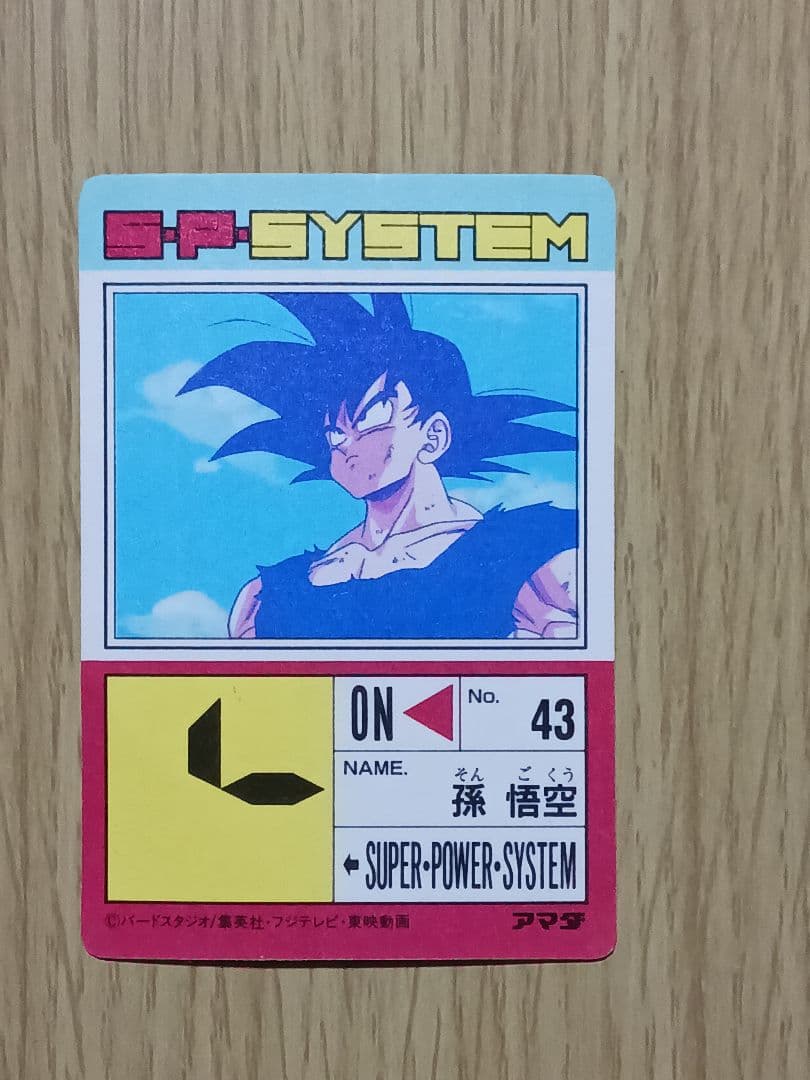 S·P·SYSTEM
ON
No.
43
NAME.
そん ご くう
孫 悟空
SUPER・POWER・SYSTEM
©バードスタジオ/集英社・フジテレビ・東映動画
アマダ